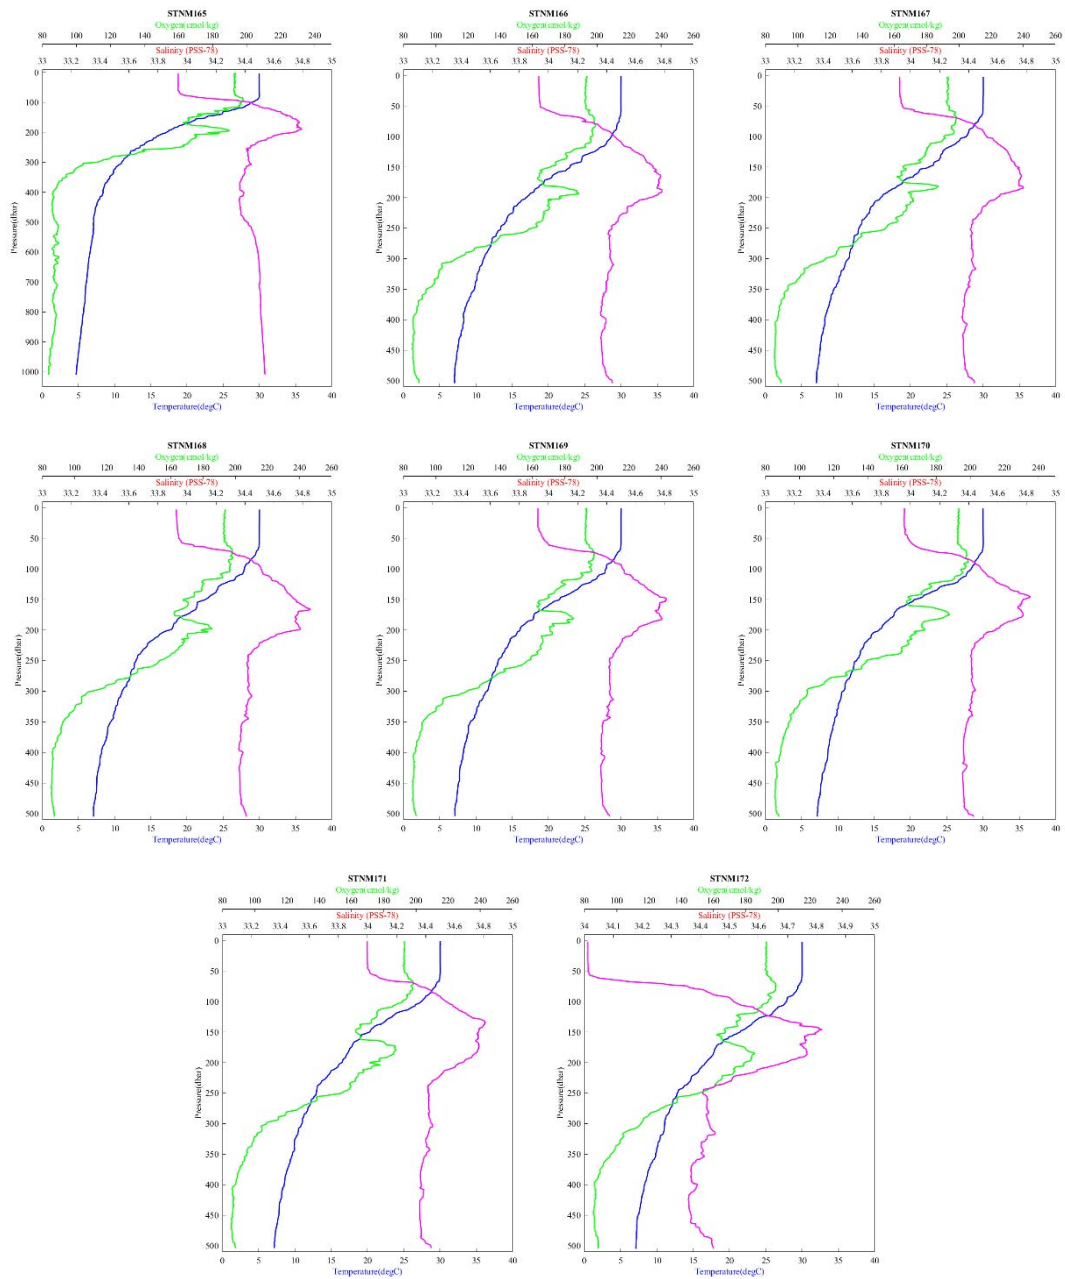 STNM165
Oxygen(umol/kg)
80 100 120 140 160 180 200 220 240
Salinity (PSS-78)
33 33.2 33.4 33.6 33.8 34 34.2 34.4 34.6 34.8 35
0
100
200
300
400
500
600
700
800
900
1000
Pressure(dbar)
0 5 10 15 20 25 30 35 40
Temperature(degC)
STNM166
Oxygen(umol/kg)
80 100 120 140 160 180 200 220 240 260
Salinity (PSS-78)
33 33.2 33.4 33.6 33.8 34 34.2 34.4 34.6 34.8 35
0
50
100
150
200
250
300
350
400
450
500
Pressure(dbar)
0 5 10 15 20 25 30 35 40
Temperature(degC)
STNM167
Oxygen(umol/kg)
80 100 120 140 160 180 200 220 240 260
Salinity (PSS-78)
33 33.2 33.4 33.6 33.8 34 34.2 34.4 34.6 34.8 35
0
50
100
150
200
250
300
350
400
450
500
Pressure(dbar)
0 5 10 15 20 25 30 35 40
Temperature(degC)
STNM168
Oxygen(umol/kg)
80 100 120 140 160 180 200 220 240 260
Salinity (PSS-78)
33 33.2 33.4 33.6 33.8 34 34.2 34.4 34.6 34.8 35
0
50
100
150
200
250
300
350
400
450
500
Pressure(dbar)
0 5 10 15 20 25 30 35 40
Temperature(degC)
STNM169
Oxygen(umol/kg)
80 100 120 140 160 180 200 220 240 260
Salinity (PSS-78)
33 33.2 33.4 33.6 33.8 34 34.2 34.4 34.6 34.8 35
0
50
100
150
200
250
300
350
400
450
500
Pressure(dbar)
0 5 10 15 20 25 30 35 40
Temperature(degC)
STNM170
Oxygen(umol/kg)
80 100 120 140 160 180 200 220 240
Salinity (PSS-78)
33 33.2 33.4 33.6 33.8 34 34.2 34.4 34.6 34.8 35
0
50
100
150
200
250
300
350
400
450
500
Pressure(dbar)
0 5 10 15 20 25 30 35 40
Temperature(degC)
STNM171
Oxygen(umol/kg)
80 100 120 140 160 180 200 220 240 260
Salinity (PSS-78)
33 33.2 33.4 33.6 33.8 34 34.2 34.4 34.6 34.8 35
0
50
100
150
200
250
300
350
400
450
500
Pressure(dbar)
0 5 10 15 20 25 30 35 40
Temperature(degC)
STNM172
Oxygen(umol/kg)
80 100 120 140 160 180 200 220 240 260
Salinity (PSS-78)
34 34.1 34.2 34.3 34.4 34.5 34.6 34.7 34.8 34.9 35
0
50
100
150
200
250
300
350
400
450
500
Pressure(dbar)
0 5 10 15 20 25 30 35 40
Temperature(degC)